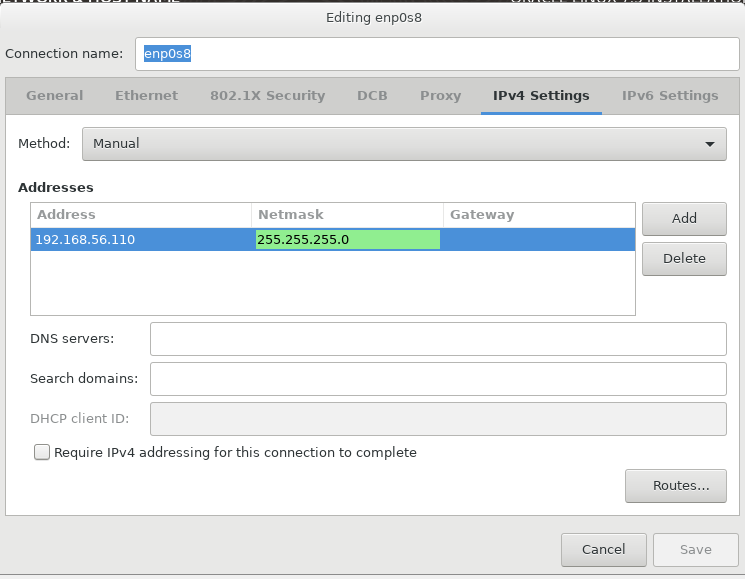 Editing enp0s8
Connection name: enp0s8
General Ethernet 802.1X Security DCB Proxy IPv4 Settings IPv6 Settings
Method: Manual
Addresses
Address Netmask Gateway
192.168.56.110 255.255.255.0
Add
Delete
DNS servers:
Search domains:
DHCP client ID:
Require IPv4 addressing for this connection to complete
Routes...
Cancel Save